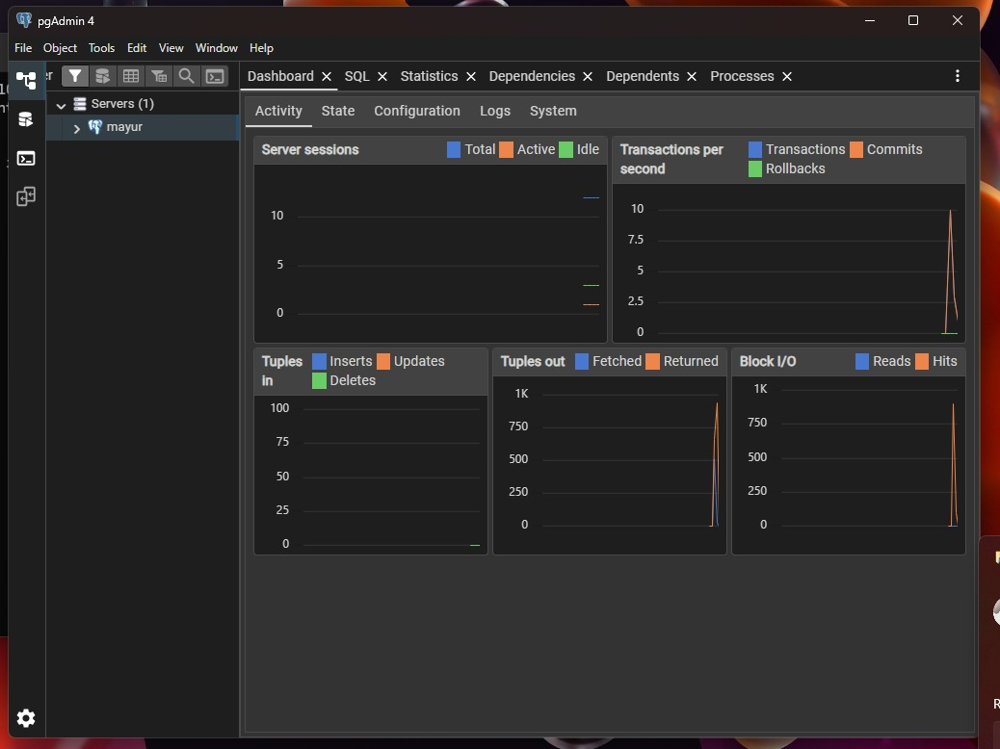 pgAdmin 4
File Object Tools Edit View Window Help
er
Dashboard SQL Statistics Dependencies Dependents Processes
Servers (1)
mayur
Activity State Configuration Logs System
Server sessions Total Active Idle
10
5
0
Transactions per second Transactions Commits
Rollbacks
10
7.5
5
2.5
0
Tuples in Inserts Updates
Deletes
100
75
50
25
0
Tuples out Fetched Returned
1K
750
500
250
0
Block I/O Reads Hits
1K
750
500
250
0
R